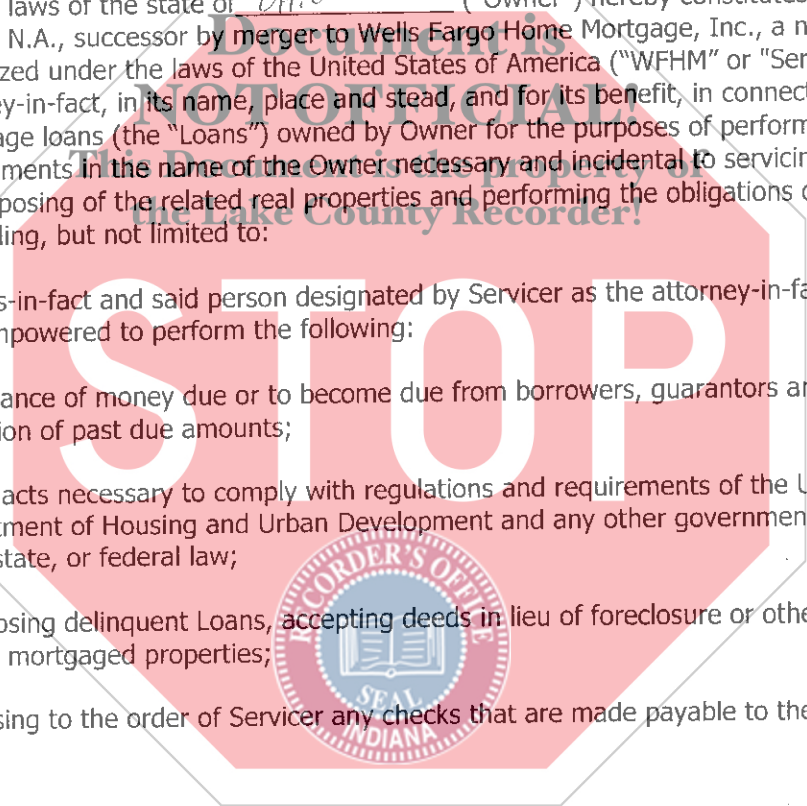 laws of the state of Ohio ("Owner") hereby constitutes
N.A., successor by merger to Wells Fargo Home Mortgage, Inc., a n
zed under the laws of the United States of America ("WFHM" or "Ser
y-in-fact, in its name, place and stead, and for its benefit, in connect
age loans (the "Loans") owned by Owner for the purposes of perform
ments in the name of the Owner necessary and incidental to servicin
posing of the related real properties and performing the obligations o
ling, but not limited to:
Document is
NOT OFFICIAL!
This Document is the property of
the Lake County Recorder!
STOP
s-in-fact and said person designated by Servicer as the attorney-in-fa
mpowered to perform the following:
ance of money due or to become due from borrowers, guarantors an
ion of past due amounts;
acts necessary to comply with regulations and requirements of the U
tment of Housing and Urban Development and any other governmen
state, or federal law;
osing delinquent Loans, accepting deeds in lieu of foreclosure or othe
mortgaged properties;
sing to the order of Servicer any checks that are made payable to the
RECORDER'S OFFICE
SEAL
INDIANA